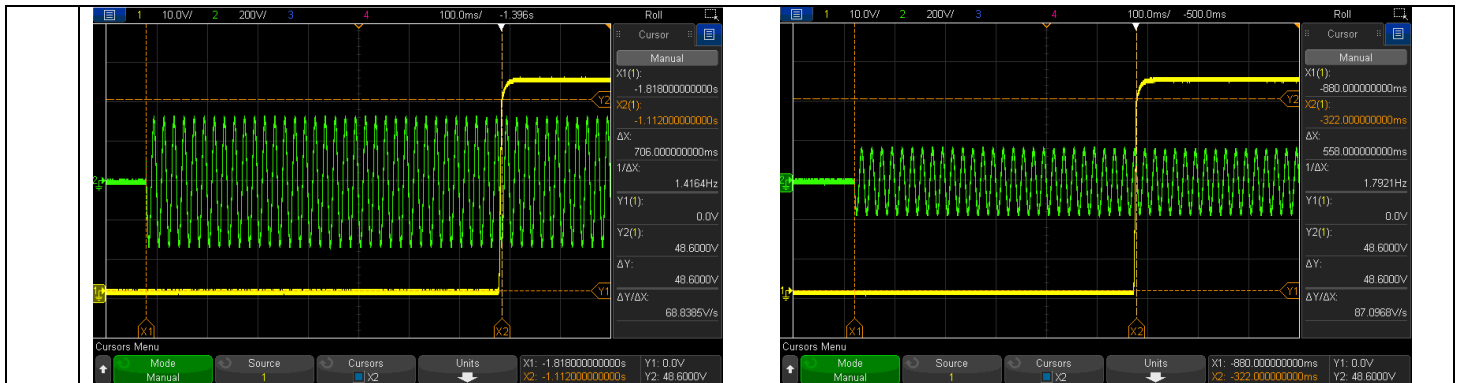 1 10.0V/ 2 200V/ 3 4 100.0ms/ -1.396s Roll
Cursor
Manual
X1(1):
-1.818000000000s
X2(1):
-1.112000000000s
ΔX:
706.000000000ms
1/ΔX:
1.4164Hz
Y1(1):
0.0V
Y2(1):
48.6000V
ΔY:
48.6000V
ΔY/ΔX:
68.8385V/s
Y2
2
1
Y1
X1 X2
Cursors Menu
Mode Source Cursors Units X1: -1.818000000000s Y1: 0.0V
Manual 1 X2 X2: -1.112000000000s Y2: 48.6000V
1 10.0V/ 2 200V/ 3 4 100.0ms/ -500.0ms Roll
Cursor
Manual
X1(1):
-880.000000000ms
X2(1):
-322.000000000ms
ΔX:
558.000000000ms
1/ΔX:
1.7921Hz
Y1(1):
0.0V
Y2(1):
48.6000V
ΔY:
48.6000V
ΔY/ΔX:
87.0968V/s
Y2
2
1
Y1
X1 X2
Cursors Menu
Mode Source Cursors Units X1: -880.000000000ms Y1: 0.0V
Manual 1 X2 X2: -322.000000000ms Y2: 48.6000V